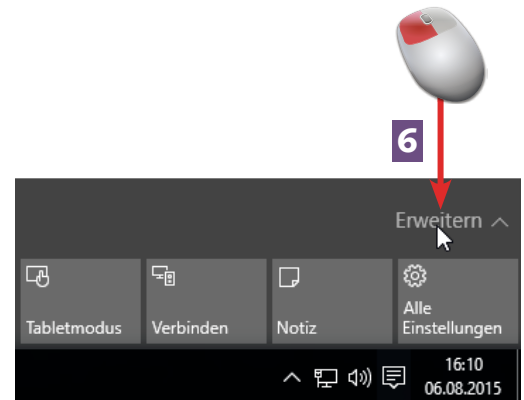 6
Erweitern
Tabletmodus
Verbinden
Notiz
Alle
Einstellungen
16:10
06.08.2015